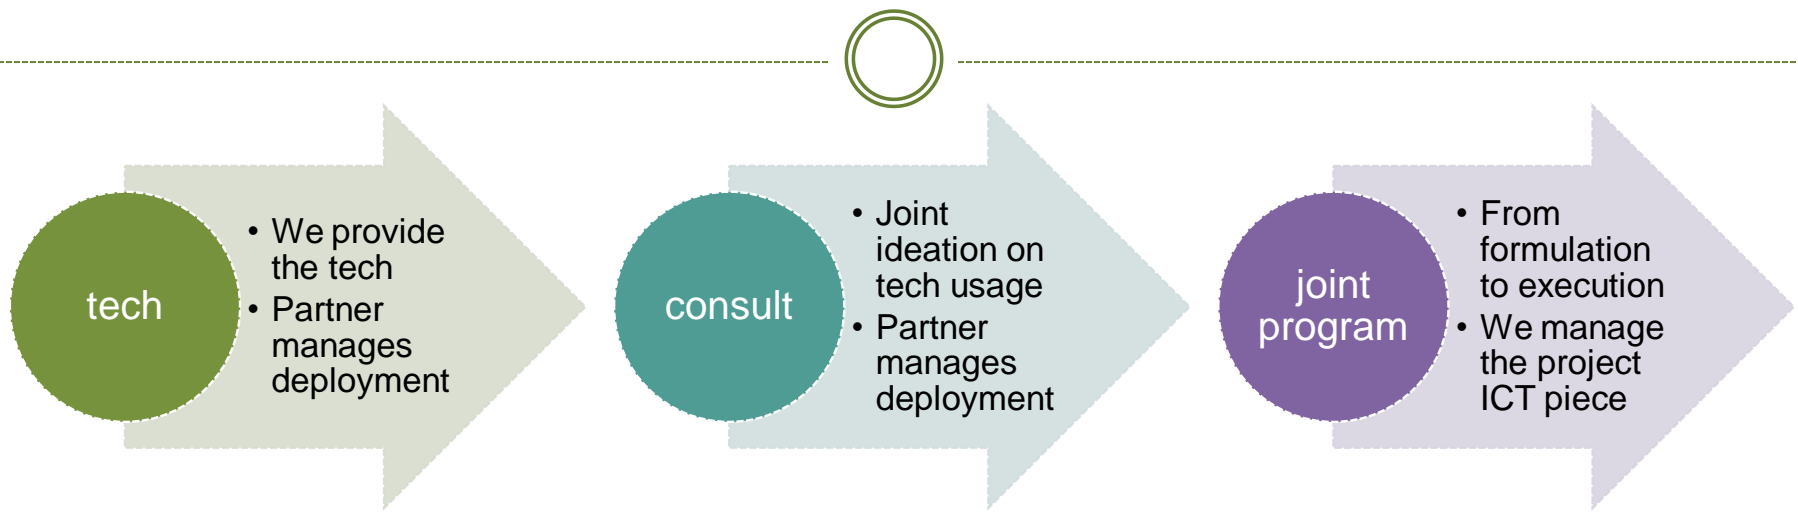 tech
• We provide
the tech
• Partner
manages
deployment
consult
• Joint
ideation on
tech usage
• Partner
manages
deployment
joint
program
• From
formulation
to execution
• We manage
the project
ICT piece